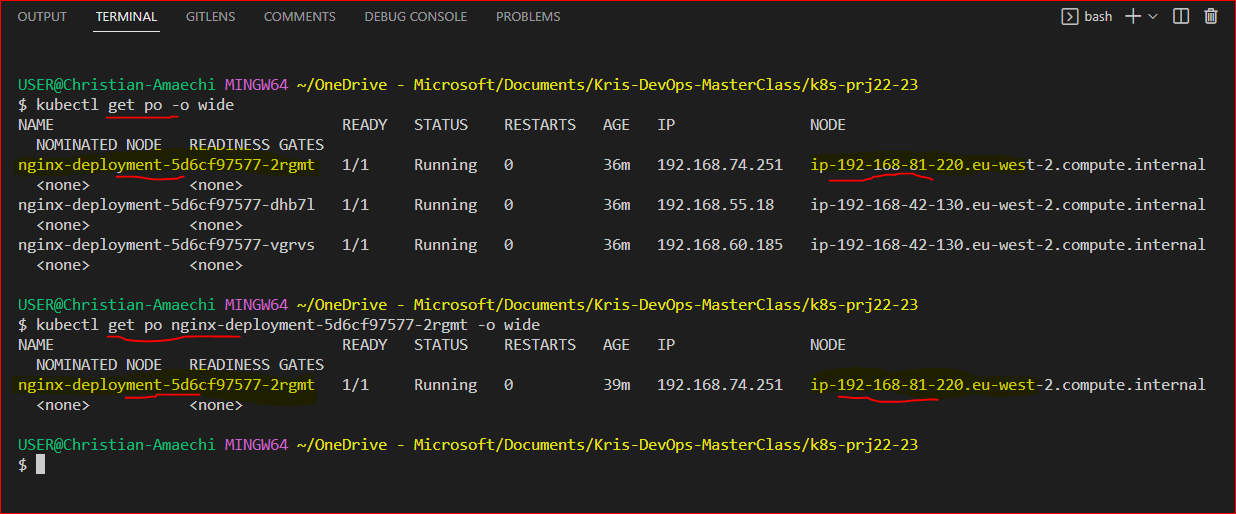 OUTPUT TERMINAL GITLENS COMMENTS DEBUG CONSOLE PROBLEMS bash
USER@Christian-Amaechi MINGW64 ~/OneDrive - Microsoft/Documents/Kris-DevOps-MasterClass/k8s-prj22-23
$ kubectl get po -o wide
NAME READY STATUS RESTARTS AGE IP NODE
NOMINATED NODE READINESS GATES
nginx-deployment-5d6cf97577-2rgmt 1/1 Running 0 36m 192.168.74.251 ip-192-168-81-220.eu-west-2.compute.internal
<none> <none>
nginx-deployment-5d6cf97577-dhb7l 1/1 Running 0 36m 192.168.55.18 ip-192-168-42-130.eu-west-2.compute.internal
<none> <none>
nginx-deployment-5d6cf97577-vgrvs 1/1 Running 0 36m 192.168.60.185 ip-192-168-42-130.eu-west-2.compute.internal
<none> <none>
USER@Christian-Amaechi MINGW64 ~/OneDrive - Microsoft/Documents/Kris-DevOps-MasterClass/k8s-prj22-23
$ kubectl get po nginx-deployment-5d6cf97577-2rgmt -o wide
NAME READY STATUS RESTARTS AGE IP NODE
NOMINATED NODE READINESS GATES
nginx-deployment-5d6cf97577-2rgmt 1/1 Running 0 39m 192.168.74.251 ip-192-168-81-220.eu-west-2.compute.internal
<none> <none>
USER@Christian-Amaechi MINGW64 ~/OneDrive - Microsoft/Documents/Kris-DevOps-MasterClass/k8s-prj22-23
$